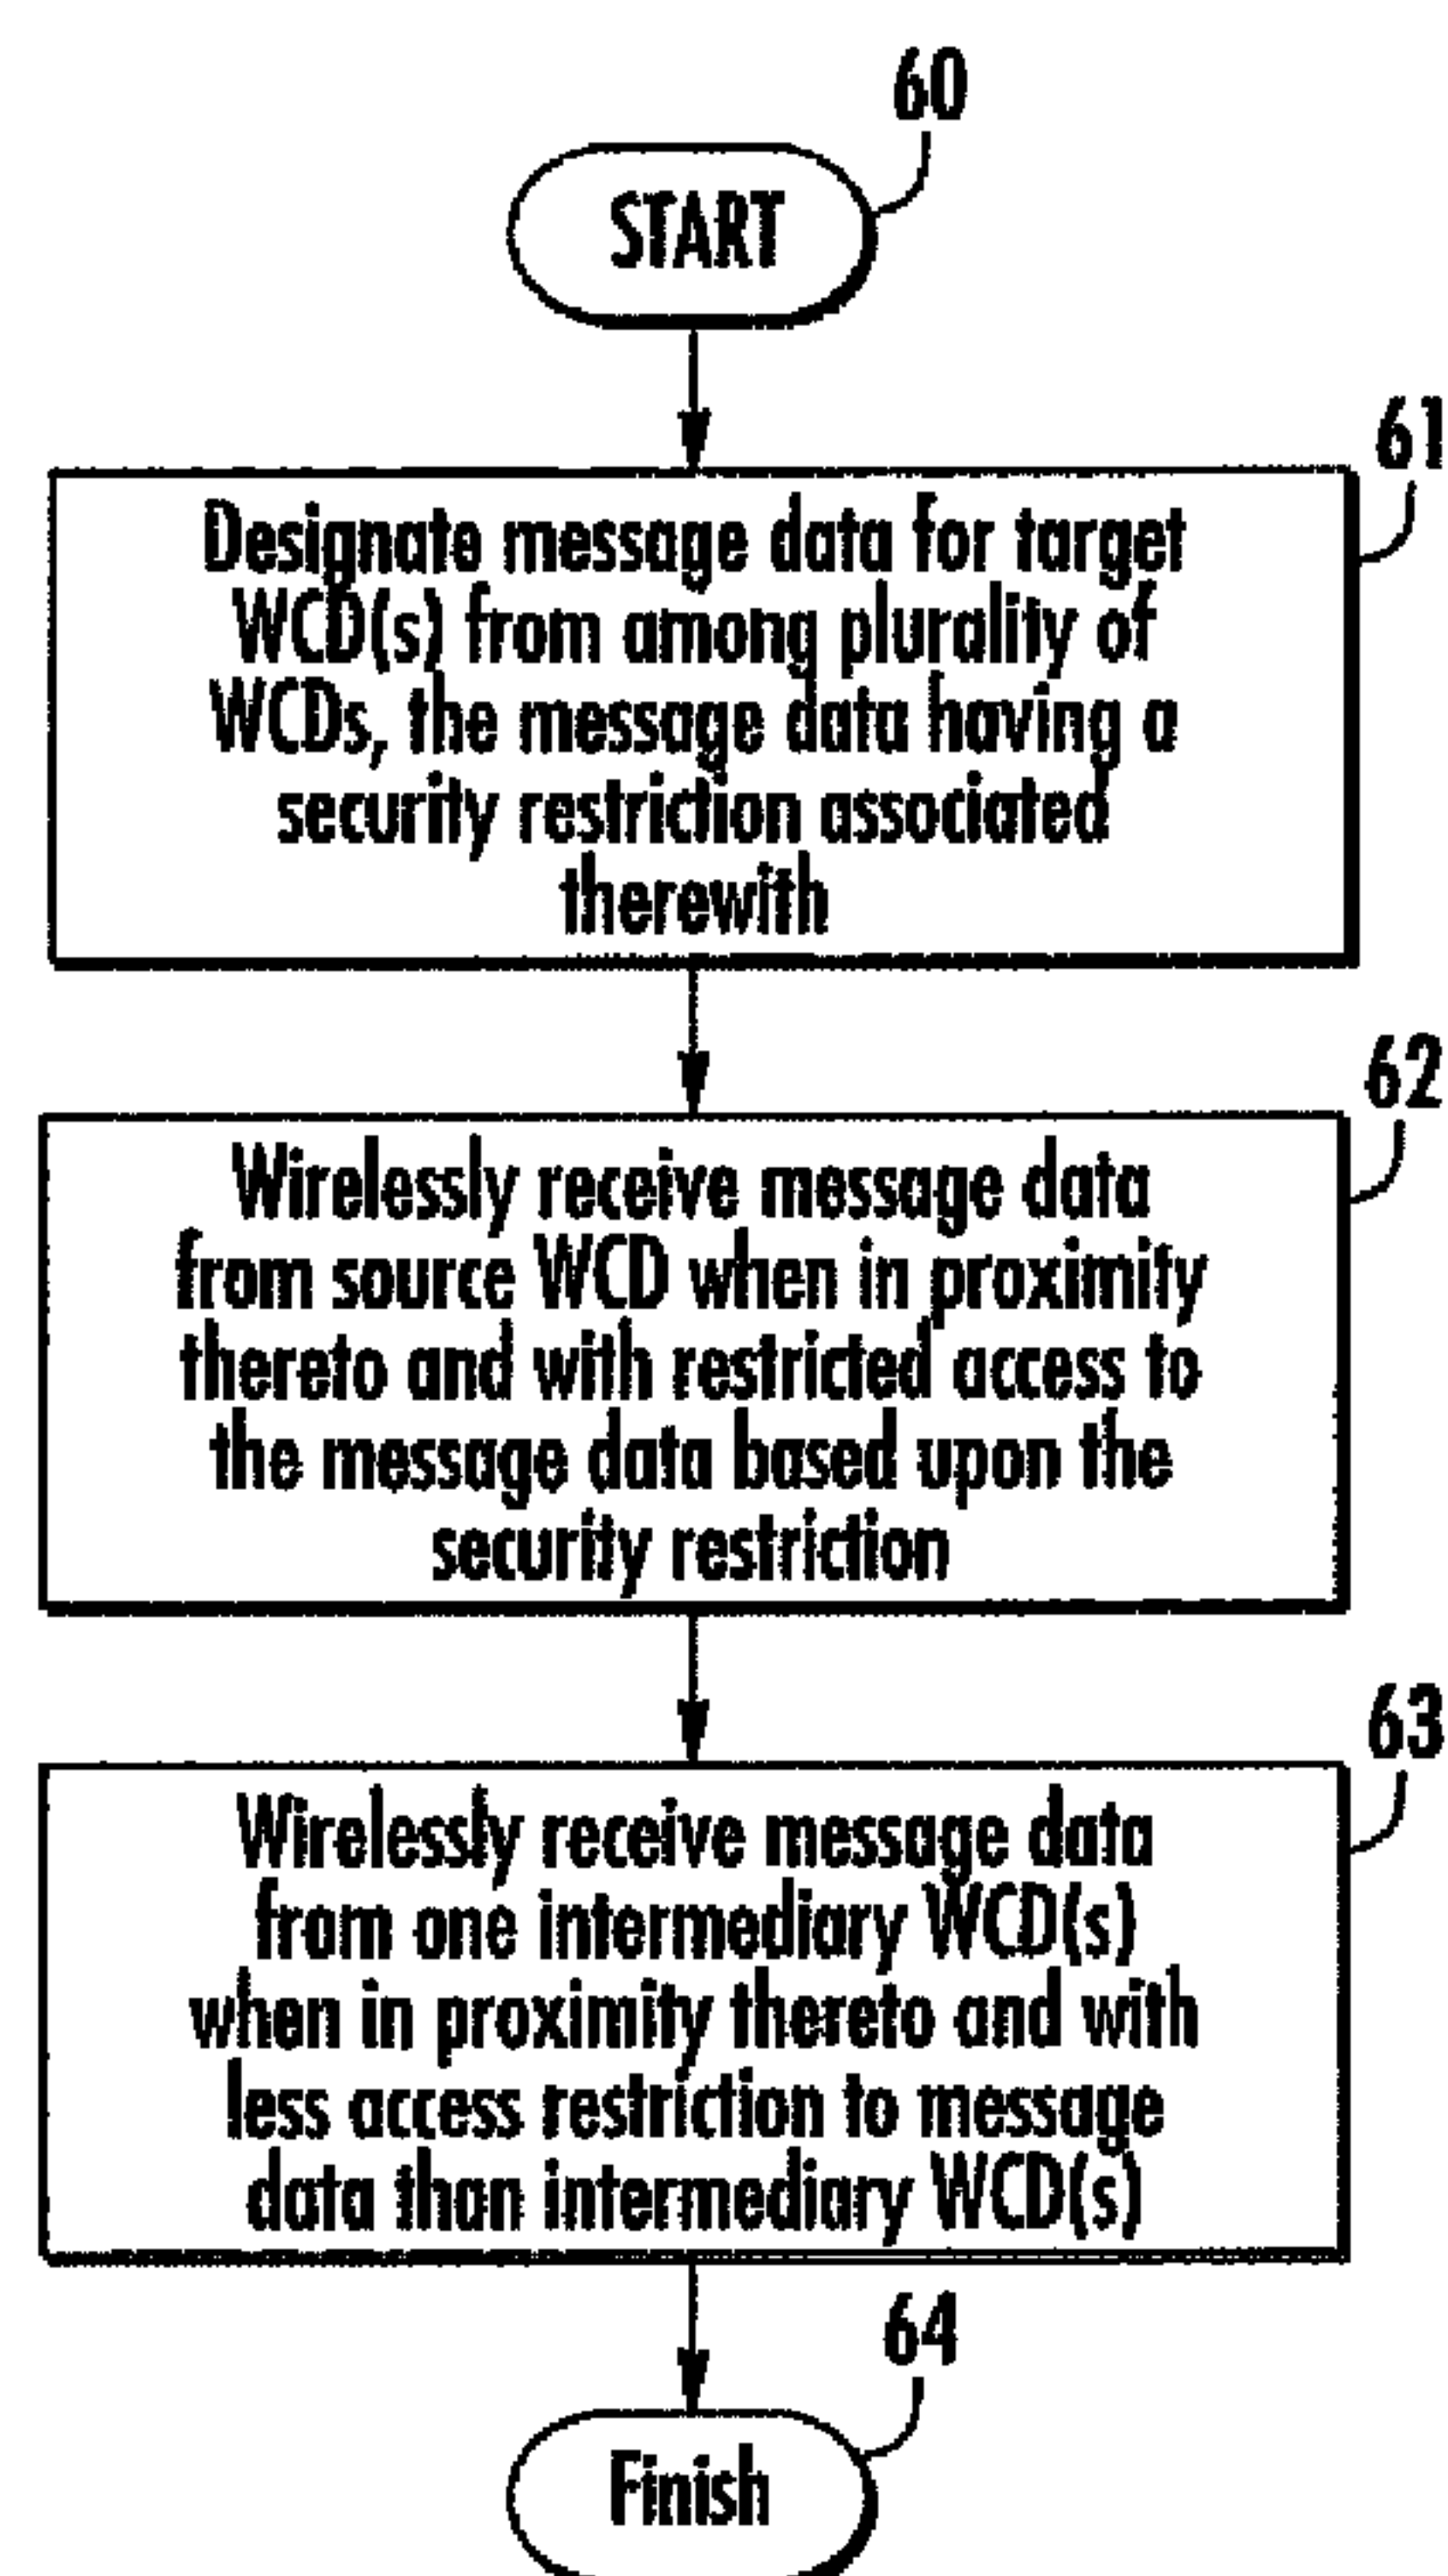 60
START
61
Designate message data for target
WCD(s) from among plurality of
WCDs, the message data having a
security restriction associated
therewith
62
Wirelessly receive message data
from source WCD when in proximity
thereto and with restricted access to
the message data based upon the
security restriction
63
Wirelessly receive message data
from one intermediary WCD(s)
when in proximity thereto and with
less access restriction to message
data than intermediary WCD(s)
64
Finish